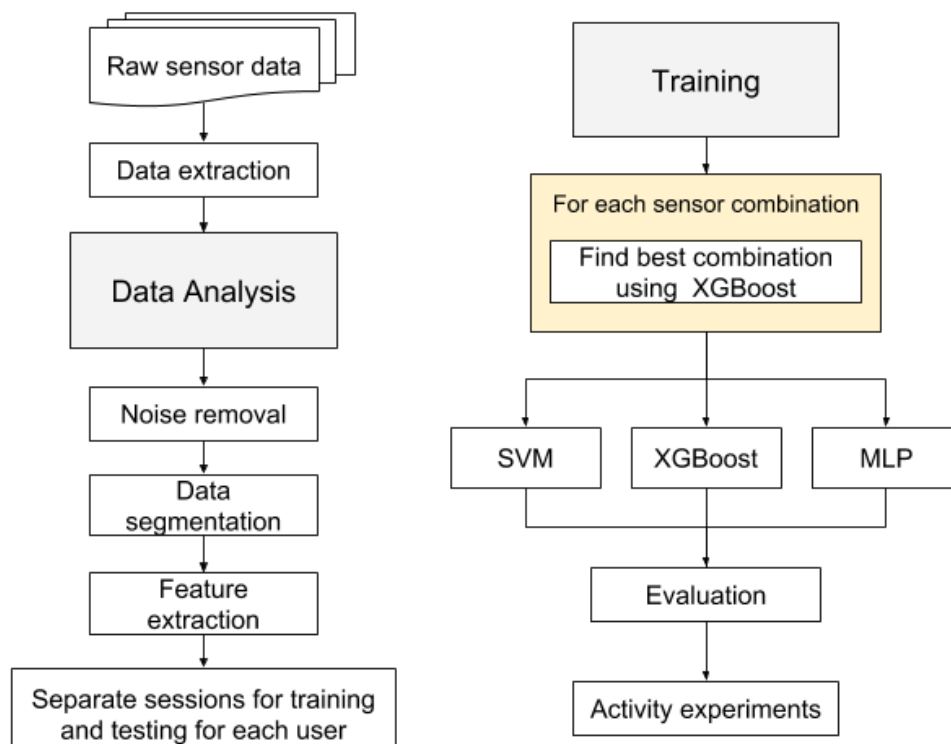 Raw sensor data
Data extraction
Data Analysis
Noise removal
Data
segmentation
Feature
extraction
Separate sessions for training
and testing for each user
Training
For each sensor combination
Find best combination
using XGBoost
SVM
XGBoost
MLP
Evaluation
Activity experiments